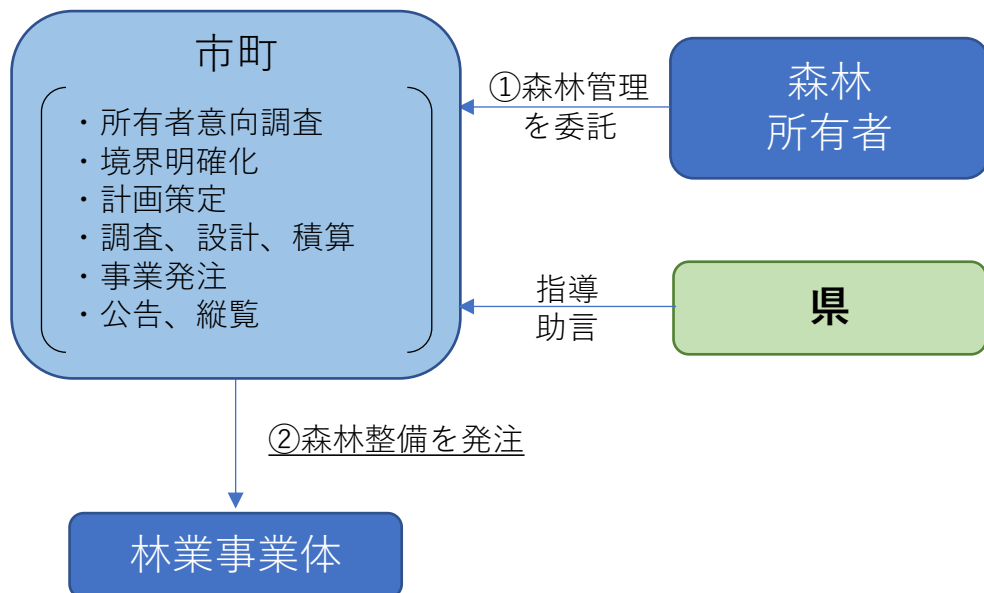 市町
・所有者意向調査
・境界明確化
・計画策定
・調査、設計、積算
・事業発注
・公告、縦覧
①森林管理
を委託
森林
所有者
指導
助言
県
②森林整備を発注
林業事業体